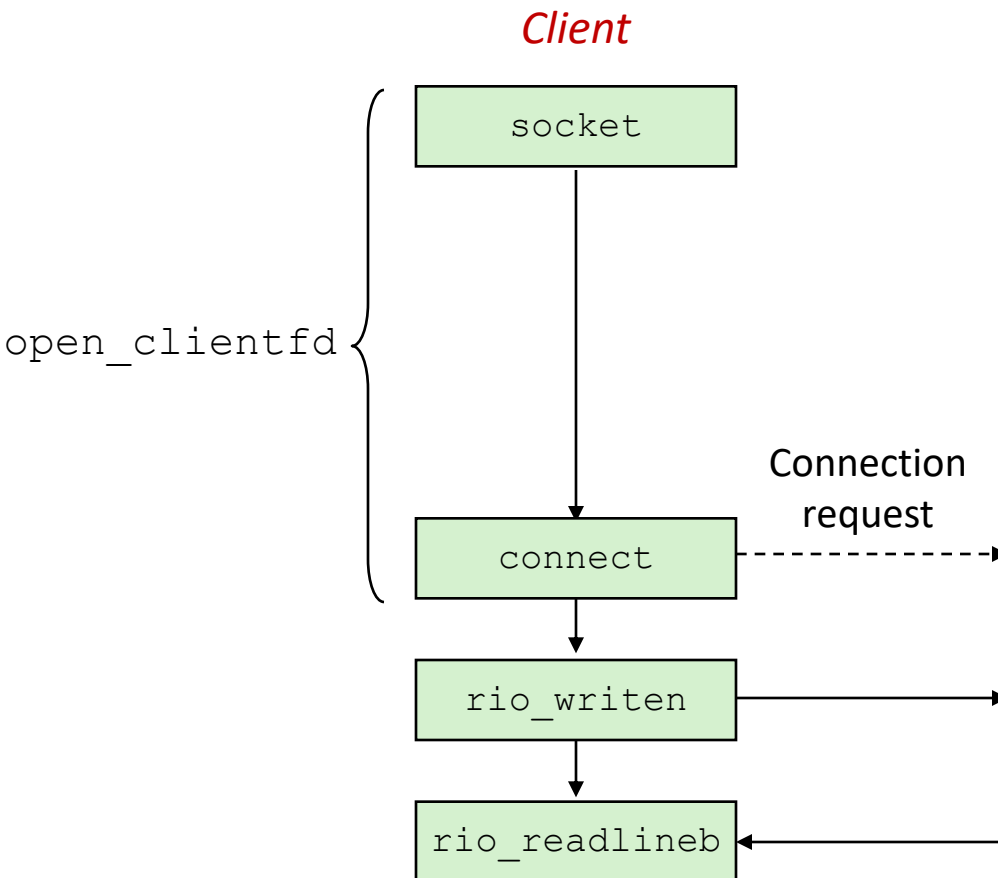 Client
socket
open_clientfd
Connection
request
connect
rio_writen
rio_readlineb